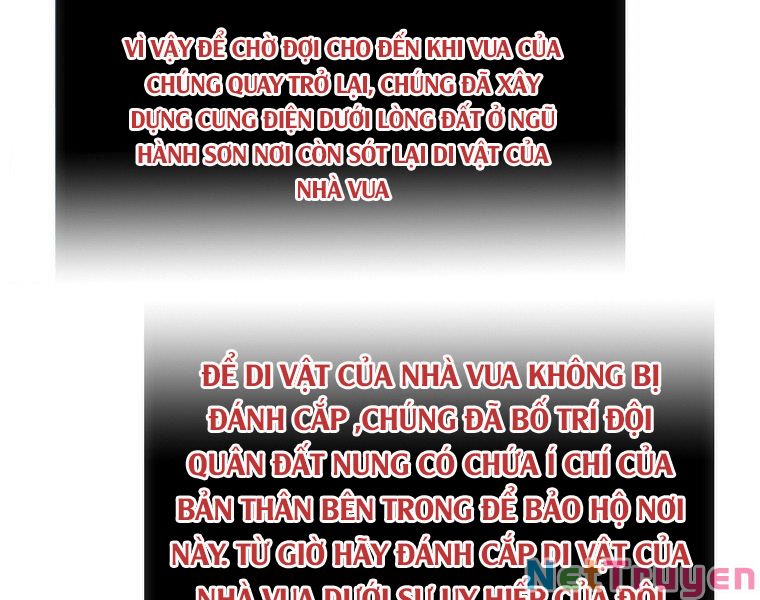 VÌ VẬY ĐỂ CHỜ ĐỢI CHO ĐẾN KHI VUA CỦA
CHÚNG QUAY TRỞ LẠI, CHÚNG ĐÃ XÂY
DỰNG CUNG ĐIỆN DƯỚI LÒNG ĐẤT Ở NGŨ
HÀNH SƠN NƠI CÒN SÓT LẠI DI VẬT CỦA
NHÀ VUA
ĐỂ DI VẬT CỦA NHÀ VUA KHÔNG BỊ
ĐÁNH CẮP ,CHÚNG ĐÃ BỐ TRÍ ĐỘI
QUÂN ĐẤT NUNG CÓ CHỨA Í CHÍ CỦA
BẢN THÂN BÊN TRONG ĐỂ BẢO HỘ NƠI
NÀY. TỪ GIỜ HÃY ĐÁNH CẮP DI VẬT CỦA
NHÀ VUA DƯỚI SỰ UY HIẾP CỦA ĐỘI
NetTruyen